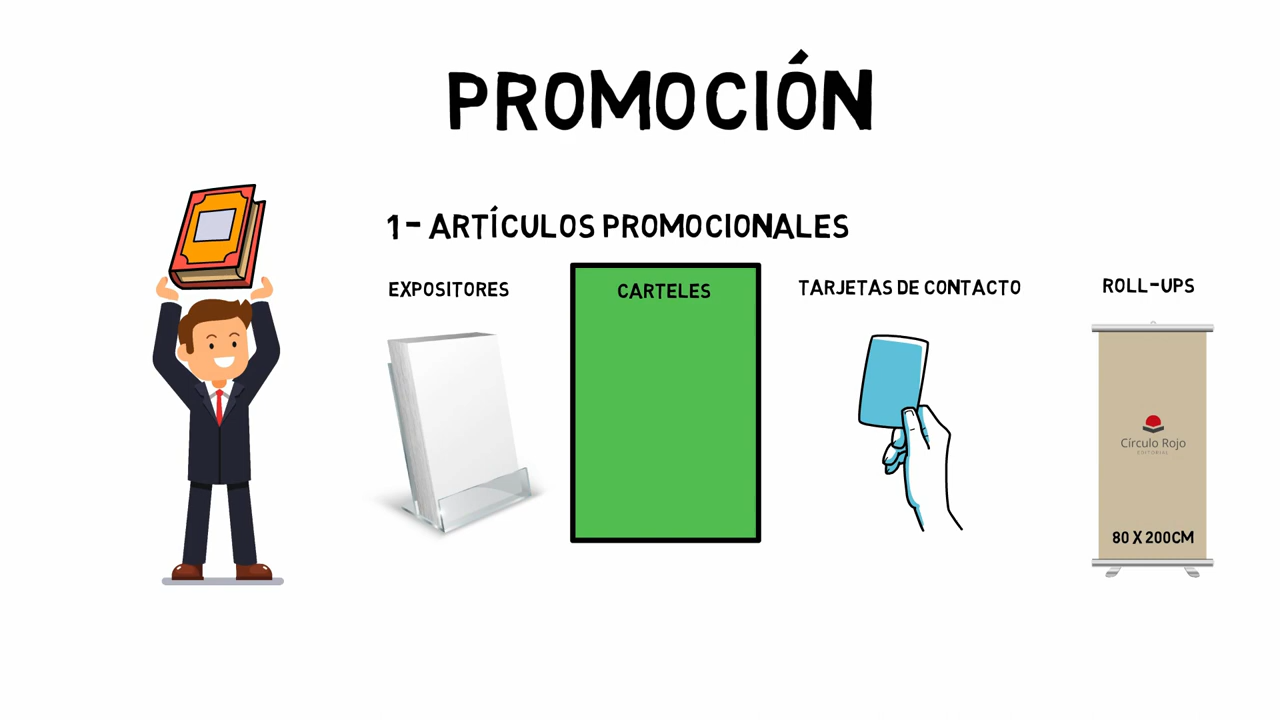 PROMOCIÓN
1- ARTÍCULOS PROMOCIONALES
EXPOSITORES
CARTELES
TARJETAS DE CONTACTO
ROLL-UPS
Círculo Rojo
EDITORIAL
80 X 200CM